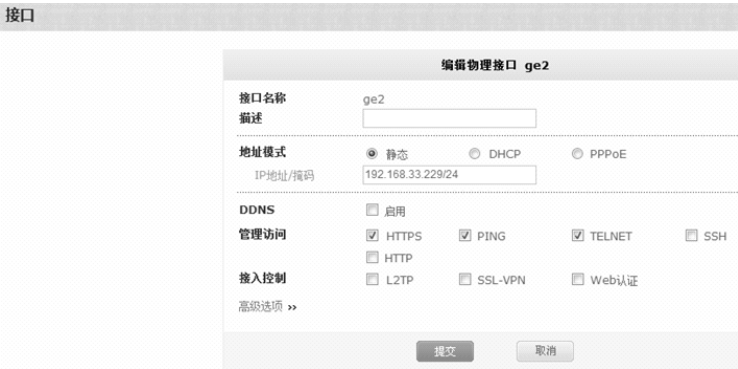 接口
编辑物理接口 ge2
接口名称 ge2
描述
地址模式 静态 DHCP PPPoE
IP地址/掩码 192.168.33.229/24
DDNS 启用
管理访问 HTTPS PING TELNET SSH
HTTP
接入控制 L2TP SSL-VPN Web认证
高级选项 »
提交 取消